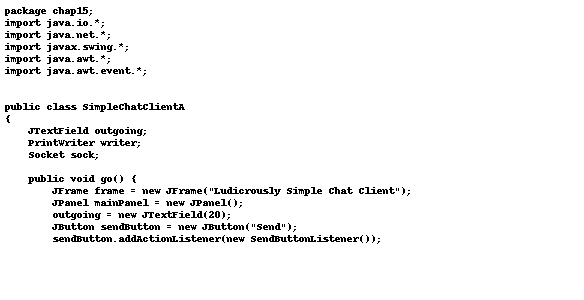 package chap15;
import java.io.*;
import java.net.*;
import javax.swing.*;
import java.awt.*;
import java.awt.event.*;
public class SimpleChatClientA
{
JTextField outgoing;
PrintWriter writer;
Socket sock;
public void go() {
JFrame frame = new JFrame("Ludicrously Simple Chat Client");
JPanel mainPanel = new JPanel();
outgoing = new JTextField(20);
JButton sendButton = new JButton("Send");
sendButton.addActionListener(new SendButtonListener());